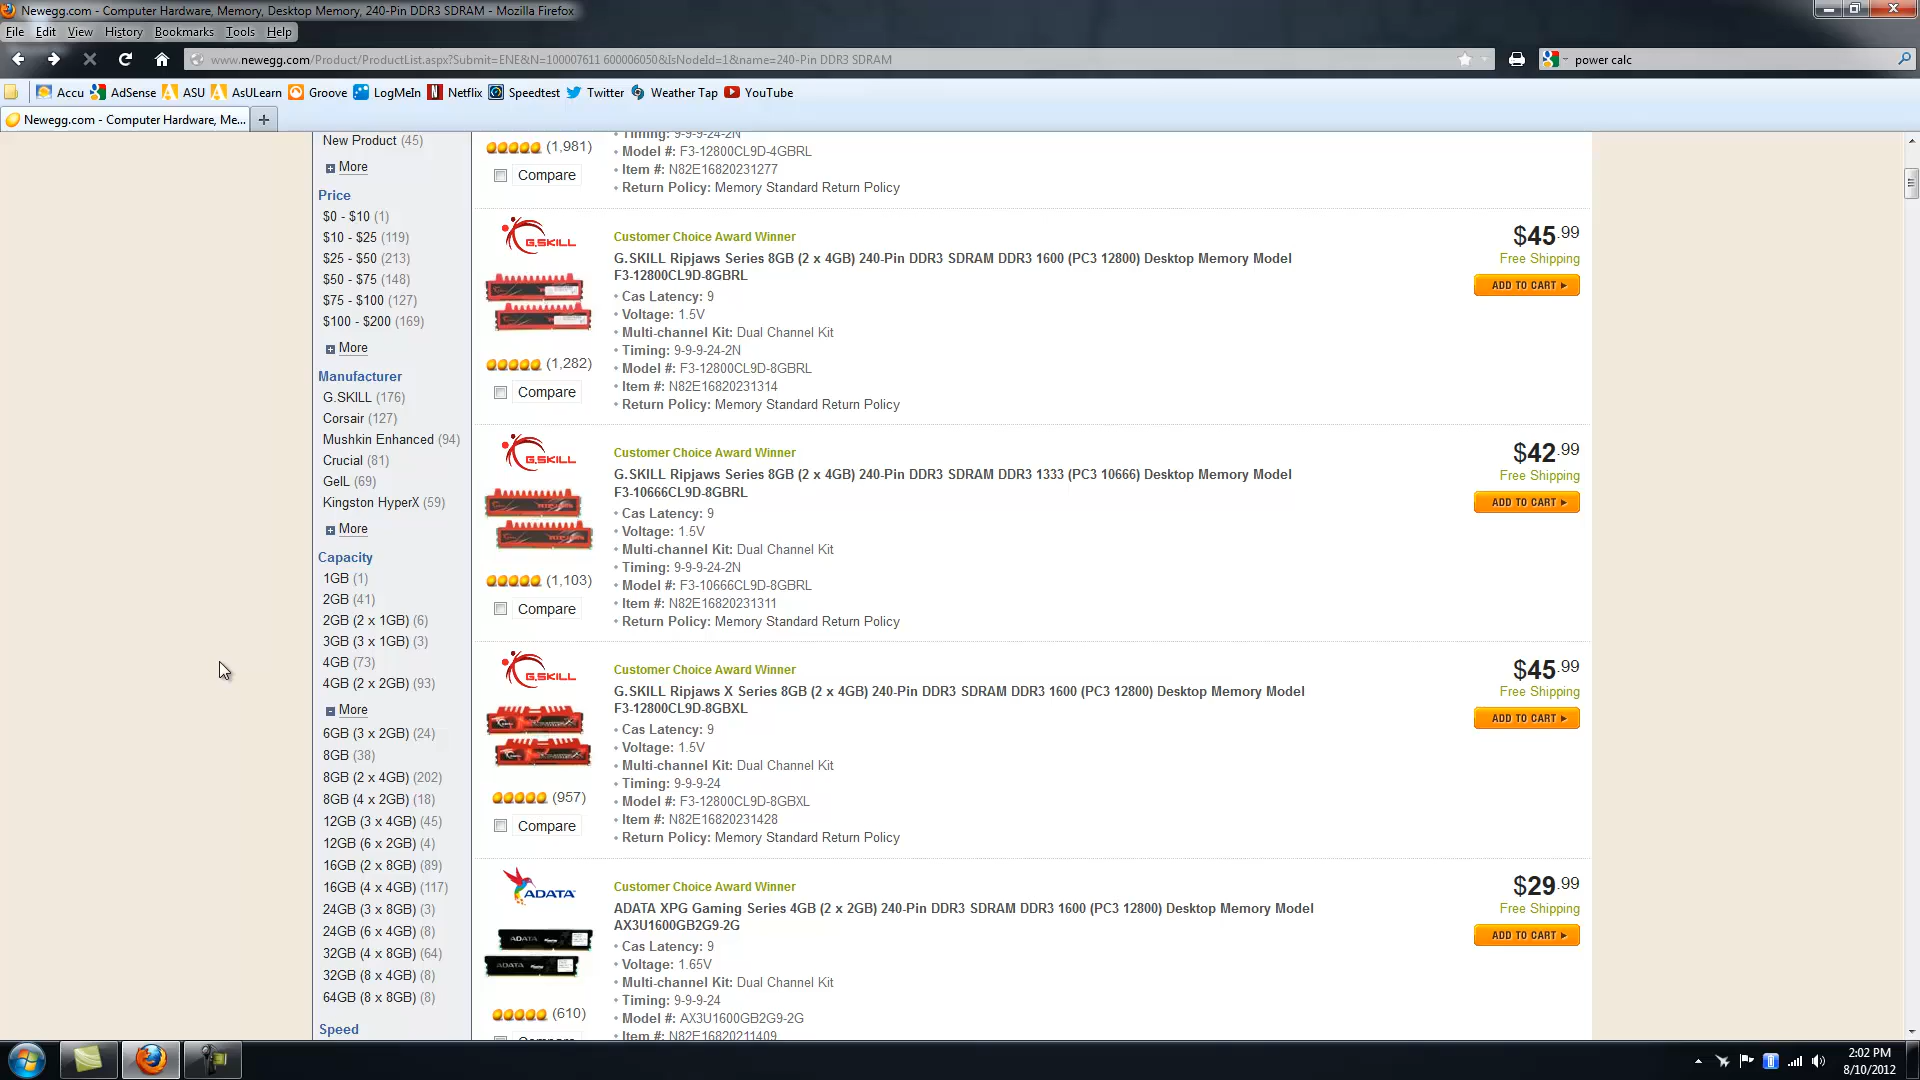 Newegg.com - Computer Hardware, Memory, Desktop Memory, 240-Pin DDR3 SDRAM - Mozilla Firefox
File Edit View History Bookmarks Tools Help
www.newegg.com/Product/ProductList.aspx?Submit=ENE&N=100007611 600006050&IsNodeId=1&name=240-Pin DDR3 SDRAM
power calc
Accu AdSense ASU AsULearn Groove LogMeIn Netflix Speedtest Twitter Weather Tap YouTube
Newegg.com - Computer Hardware, Me...
New Product (45)
More
Price
$0 - $10 (1)
$10 - $25 (119)
$25 - $50 (213)
$50 - $75 (148)
$75 - $100 (127)
$100 - $200 (169)
More
Manufacturer
G.SKILL (176)
Corsair (127)
Mushkin Enhanced (94)
Crucial (81)
GeIL (69)
Kingston HyperX (59)
More
Capacity
1GB (1)
2GB (41)
2GB (2 x 1GB) (6)
3GB (3 x 1GB) (3)
4GB (73)
4GB (2 x 2GB) (93)
More
6GB (3 x 2GB) (24)
8GB (38)
8GB (2 x 4GB) (202)
8GB (4 x 2GB) (18)
12GB (3 x 4GB) (45)
12GB (6 x 2GB) (4)
16GB (2 x 8GB) (89)
16GB (4 x 4GB) (117)
24GB (3 x 8GB) (3)
24GB (6 x 4GB) (8)
32GB (4 x 8GB) (64)
32GB (8 x 4GB) (8)
64GB (8 x 8GB) (8)
Speed
(1,981)
Compare
• Timing: 9-9-9-24-2N
• Model #: F3-12800CL9D-4GBRL
• Item #: N82E16820231277
• Return Policy: Memory Standard Return Policy
G.SKILL
(1,282)
Compare
Customer Choice Award Winner
G.SKILL Ripjaws Series 8GB (2 x 4GB) 240-Pin DDR3 SDRAM DDR3 1600 (PC3 12800) Desktop Memory Model
F3-12800CL9D-8GBRL
• Cas Latency: 9
• Voltage: 1.5V
• Multi-channel Kit: Dual Channel Kit
• Timing: 9-9-9-24-2N
• Model #: F3-12800CL9D-8GBRL
• Item #: N82E16820231314
• Return Policy: Memory Standard Return Policy
$45.99
Free Shipping
ADD TO CART
G.SKILL
(1,103)
Compare
Customer Choice Award Winner
G.SKILL Ripjaws Series 8GB (2 x 4GB) 240-Pin DDR3 SDRAM DDR3 1333 (PC3 10666) Desktop Memory Model
F3-10666CL9D-8GBRL
• Cas Latency: 9
• Voltage: 1.5V
• Multi-channel Kit: Dual Channel Kit
• Timing: 9-9-9-24-2N
• Model #: F3-10666CL9D-8GBRL
• Item #: N82E16820231311
• Return Policy: Memory Standard Return Policy
$42.99
Free Shipping
ADD TO CART
G.SKILL
(957)
Compare
Customer Choice Award Winner
G.SKILL Ripjaws X Series 8GB (2 x 4GB) 240-Pin DDR3 SDRAM DDR3 1600 (PC3 12800) Desktop Memory Model
F3-12800CL9D-8GBXL
• Cas Latency: 9
• Voltage: 1.5V
• Multi-channel Kit: Dual Channel Kit
• Timing: 9-9-9-24
• Model #: F3-12800CL9D-8GBXL
• Item #: N82E16820231428
• Return Policy: Memory Standard Return Policy
$45.99
Free Shipping
ADD TO CART
ADATA
ADATA
ADATA
(610)
Compare
Customer Choice Award Winner
ADATA XPG Gaming Series 4GB (2 x 2GB) 240-Pin DDR3 SDRAM DDR3 1600 (PC3 12800) Desktop Memory Model
AX3U1600GB2G9-2G
• Cas Latency: 9
• Voltage: 1.65V
• Multi-channel Kit: Dual Channel Kit
• Timing: 9-9-9-24
• Model #: AX3U1600GB2G9-2G
• Item #: N82E16820211409
$29.99
Free Shipping
ADD TO CART
2:02 PM
8/10/2012